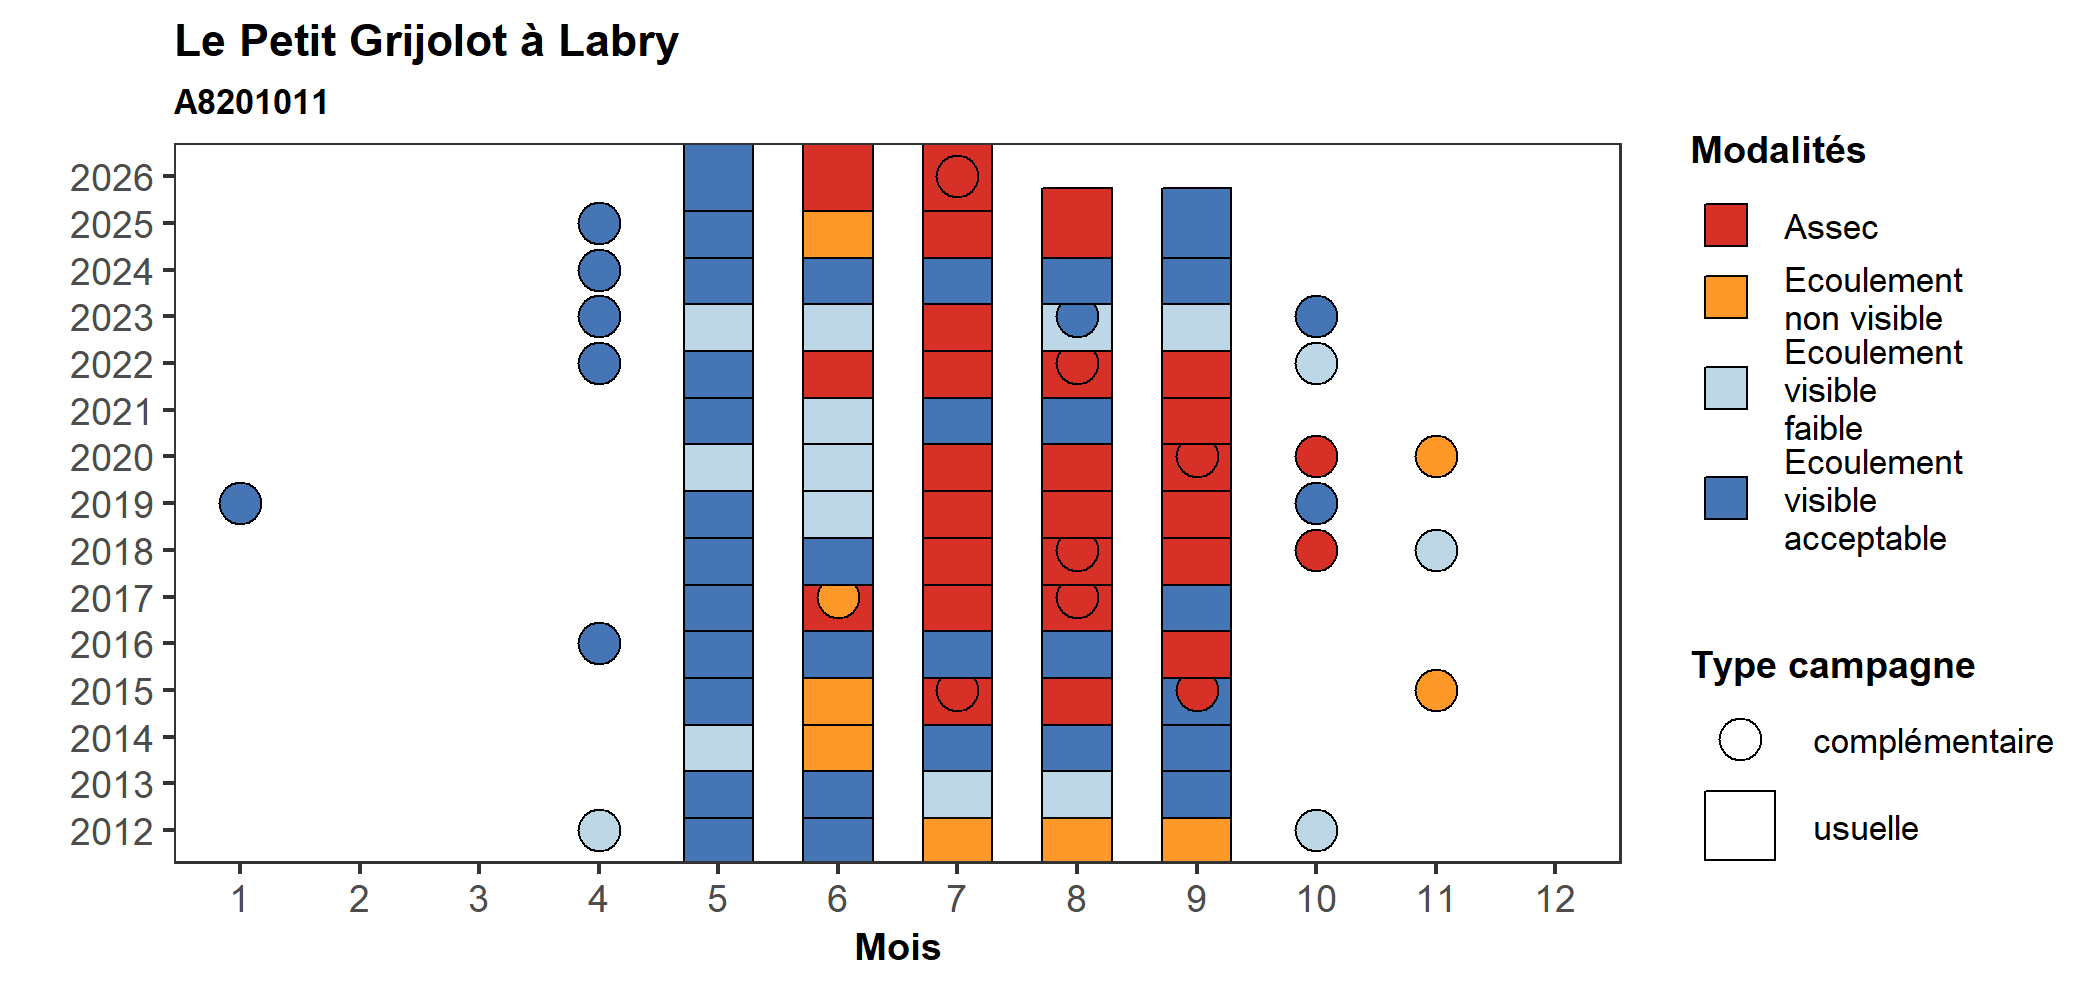 Le Petit Grijolot à Labry
A8201011
2026
2025
2024
2023
2022
2021
2020
2019
2018
2017
2016
2015
2014
2013
2012
1 2 3 4 5 6 7 8 9 10 11 12
Mois
Modalités
Assec
Ecoulement
non visible
Ecoulement
visible
faible
Ecoulement
visible
acceptable
Type campagne
complémentaire
usuelle